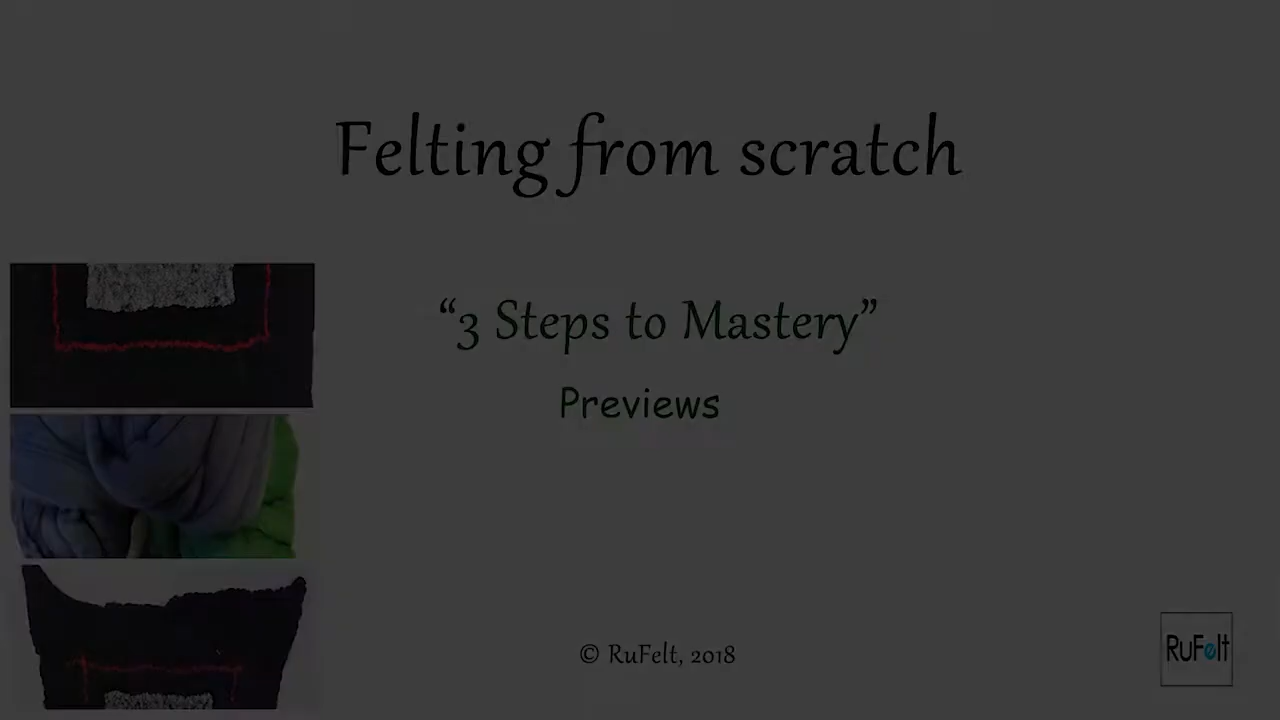 Felting from scratch
“3 Steps to Mastery”
Previews
© RuFelt, 2018
RuFelt